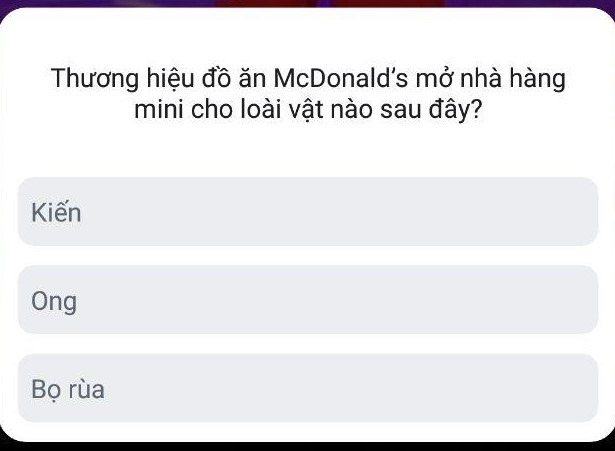 Thương hiệu đồ ăn McDonald's mở nhà hàng
mini cho loài vật nào sau đây?
Kiến
Ong
Bọ rùa